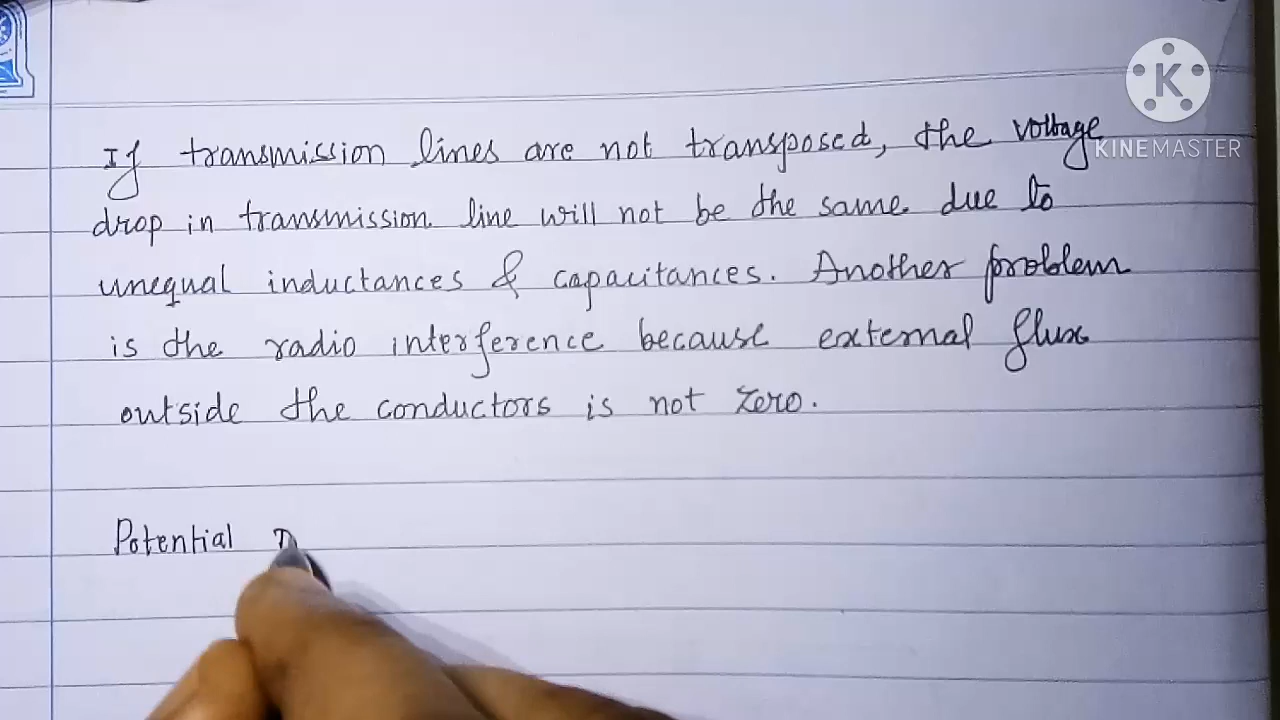 K
KINEMASTER
If transmission lines are not transposed, the voltage
drop in transmission line will not be the same due to
unequal inductances & capacitances. Another problem
is the radio interference because external flux
outside the conductors is not zero.
Potential